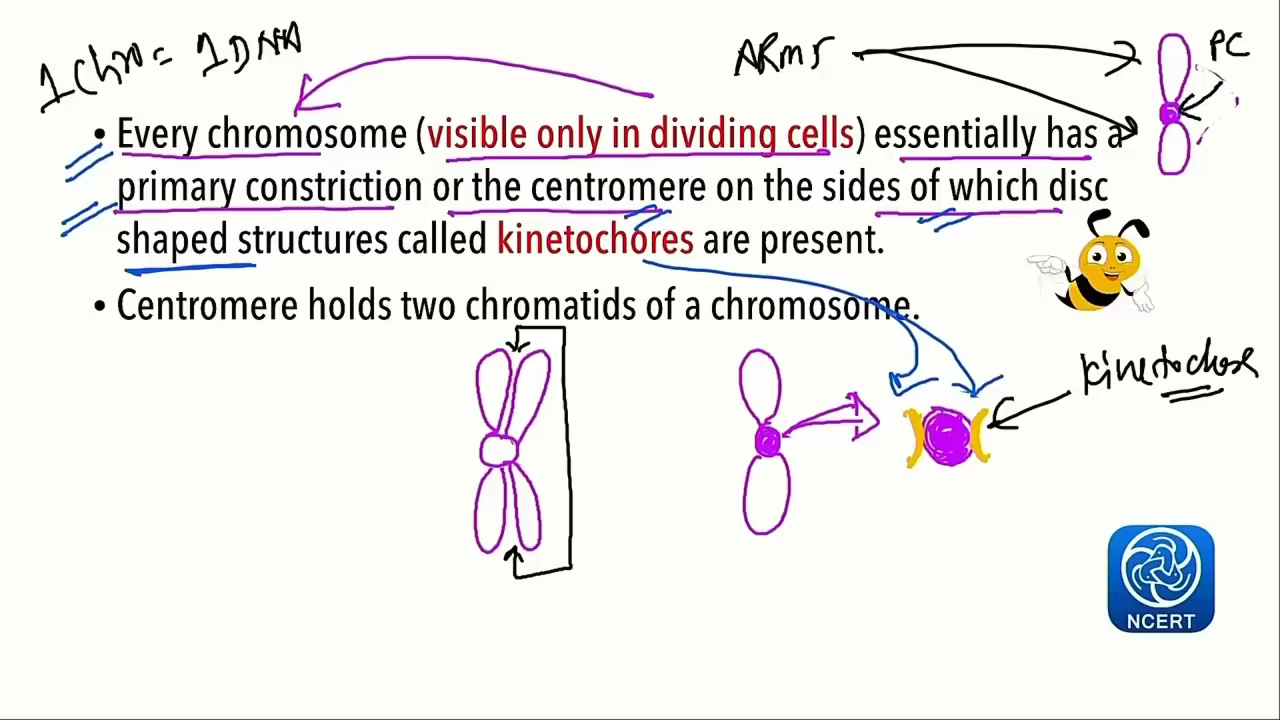 1 Chro = 1 DNA
ARMS
PC
• Every chromosome (visible only in dividing cells) essentially has a
primary constriction or the centromere on the sides of which disc
shaped structures called kinetochores are present.
• Centromere holds two chromatids of a chromosome.
Kinetochore
NCERT